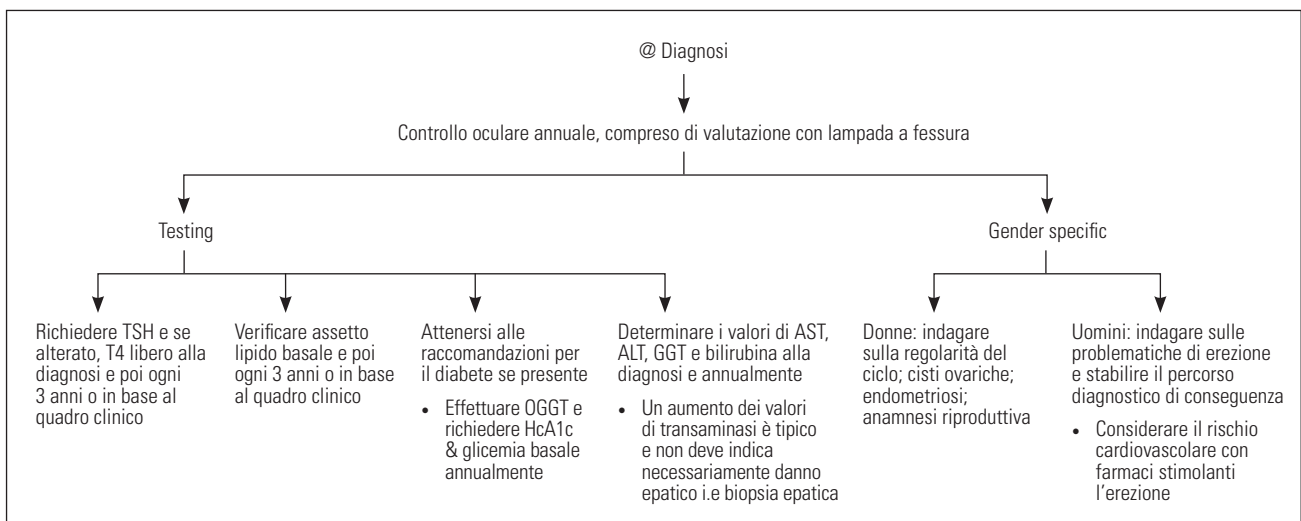 @ Diagnosi
Controllo oculare annuale, compreso di valutazione con lampada a fessura
Testing
Gender specific
Richiedere TSH e se
alterato, T4 libero alla
diagnosi e poi ogni
3 anni o in base al
quadro clinico
Verificare assetto
lipido basale e poi
ogni 3 anni o in base
al quadro clinico
Attenersi alle
raccomandazioni per
il diabete se presente
• Effettuare OGGT e
richiedere HcA1c
& glicemia basale
annualmente
Determinare i valori di AST,
ALT, GGT e bilirubina alla
diagnosi e annualmente
• Un aumento dei valori
di transaminasi è tipico
e non deve indica
necessariamente danno
epatico i.e biopsia epatica
Donne: indagare
sulla regolarità del
ciclo; cisti ovariche;
endometriosi;
anamnesi riproduttiva
Uomini: indagare sulle
problematiche di erezione
e stabilire il percorso
diagnostico di conseguenza
• Considerare il rischio
cardiovascolare con
farmaci stimolanti
l'erezione